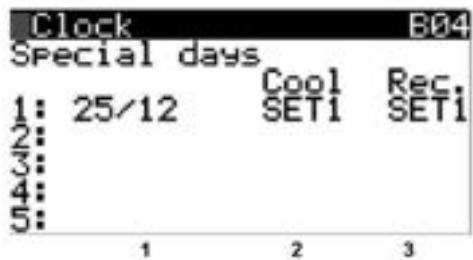 Clock B04
Special days
Cool Rec.
1: 25/12 SET1 SET1
2:
3:
4:
5:
1 2 3